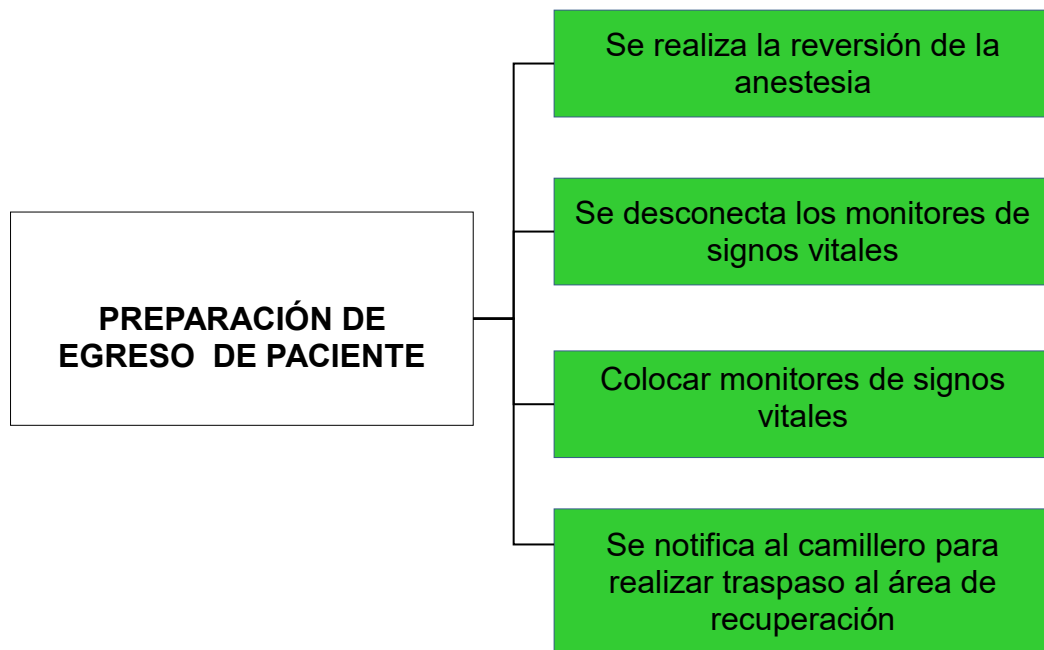 PREPARACIÓN DE
EGRESO DE PACIENTE
Se realiza la reversión de la
anestesia
Se desconecta los monitores de
signos vitales
Colocar monitores de signos
vitales
Se notifica al camillero para
realizar traspaso al área de
recuperación